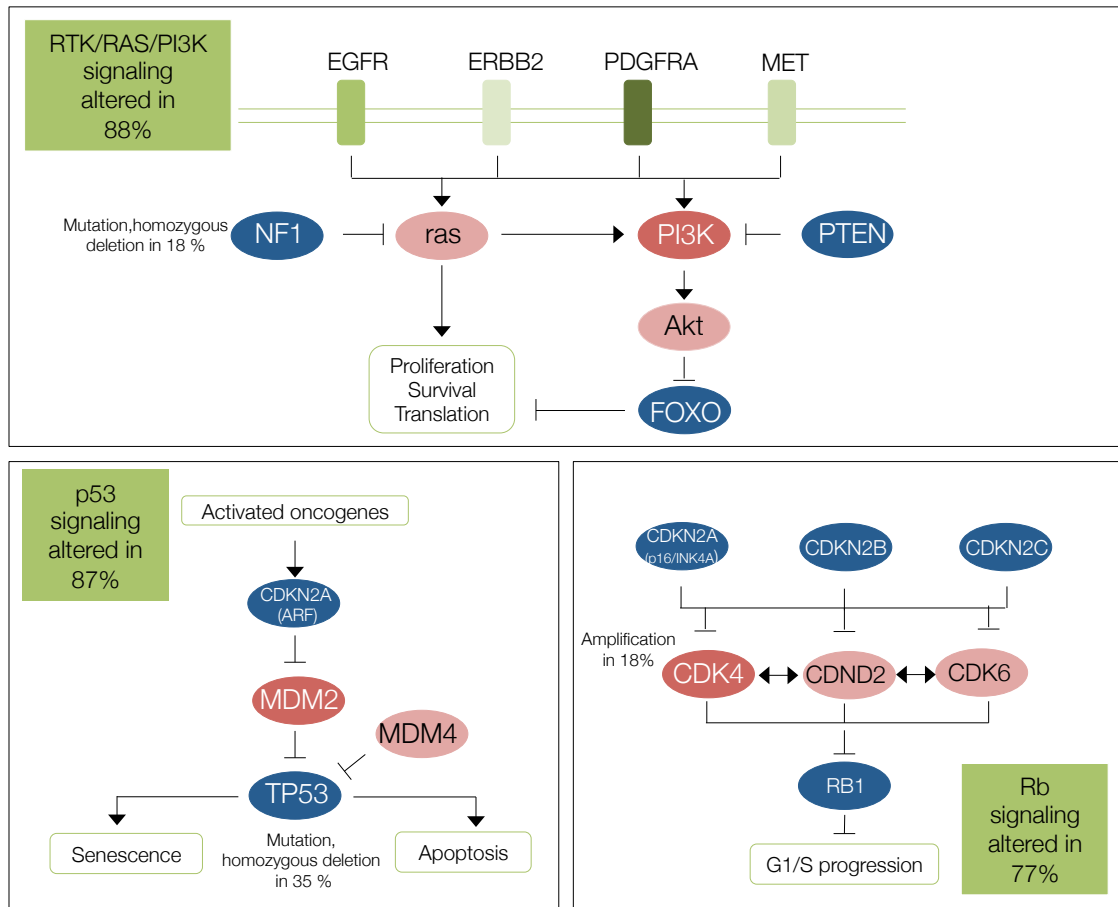 RTK/RAS/PI3K
signaling
altered in
88%
EGFR
ERBB2
PDGFRA
MET
Mutation,homozygous
deletion in 18 %
NF1
ras
PI3K
PTEN
Akt
Proliferation
Survival
Translation
FOXO
p53
signaling
altered in
87%
Activated oncogenes
CDKN2A
(ARF)
MDM2
MDM4
TP53
Senescence
Mutation,
homozygous deletion
in 35 %
Apoptosis
CDKN2A
(p16/INK4A)
CDKN2B
CDKN2C
Amplification
in 18%
CDK4
CDND2
CDK6
RB1
G1/S progression
Rb
signaling
altered in
77%